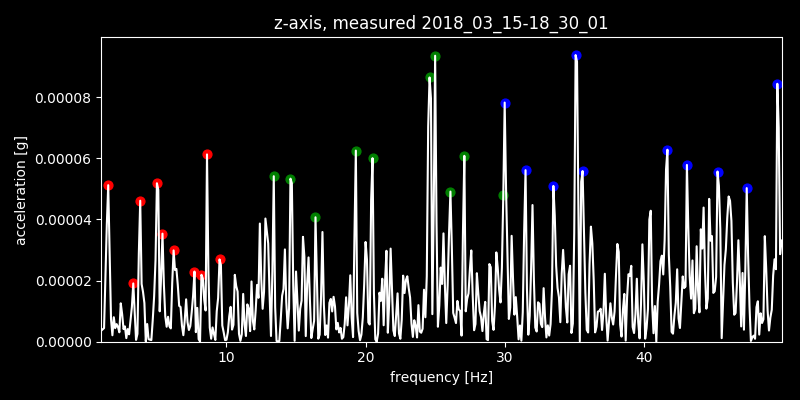 z-axis, measured 2018_03_15-18_30_01
acceleration [g]
0.00008
0.00006
0.00004
0.00002
0.00000
10 20 30 40
frequency [Hz]